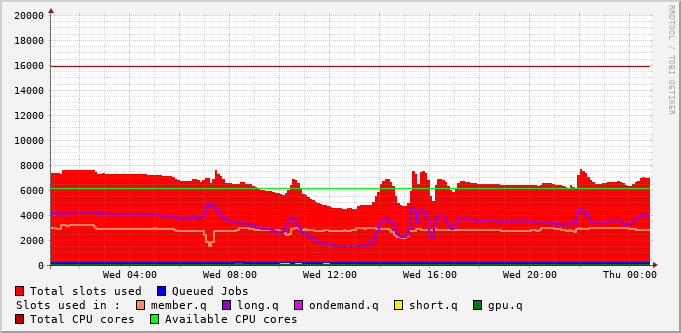 20000
18000
16000
14000
12000
10000
8000
6000
4000
2000
0
Wed 04:00 Wed 08:00 Wed 12:00 Wed 16:00 Wed 20:00 Thu 00:00
Total slots used Queued Jobs
Slots used in : member.q long.q ondemand.q short.q gpu.q
Total CPU cores Available CPU cores
RRDTOOL / TOBI OETIKER